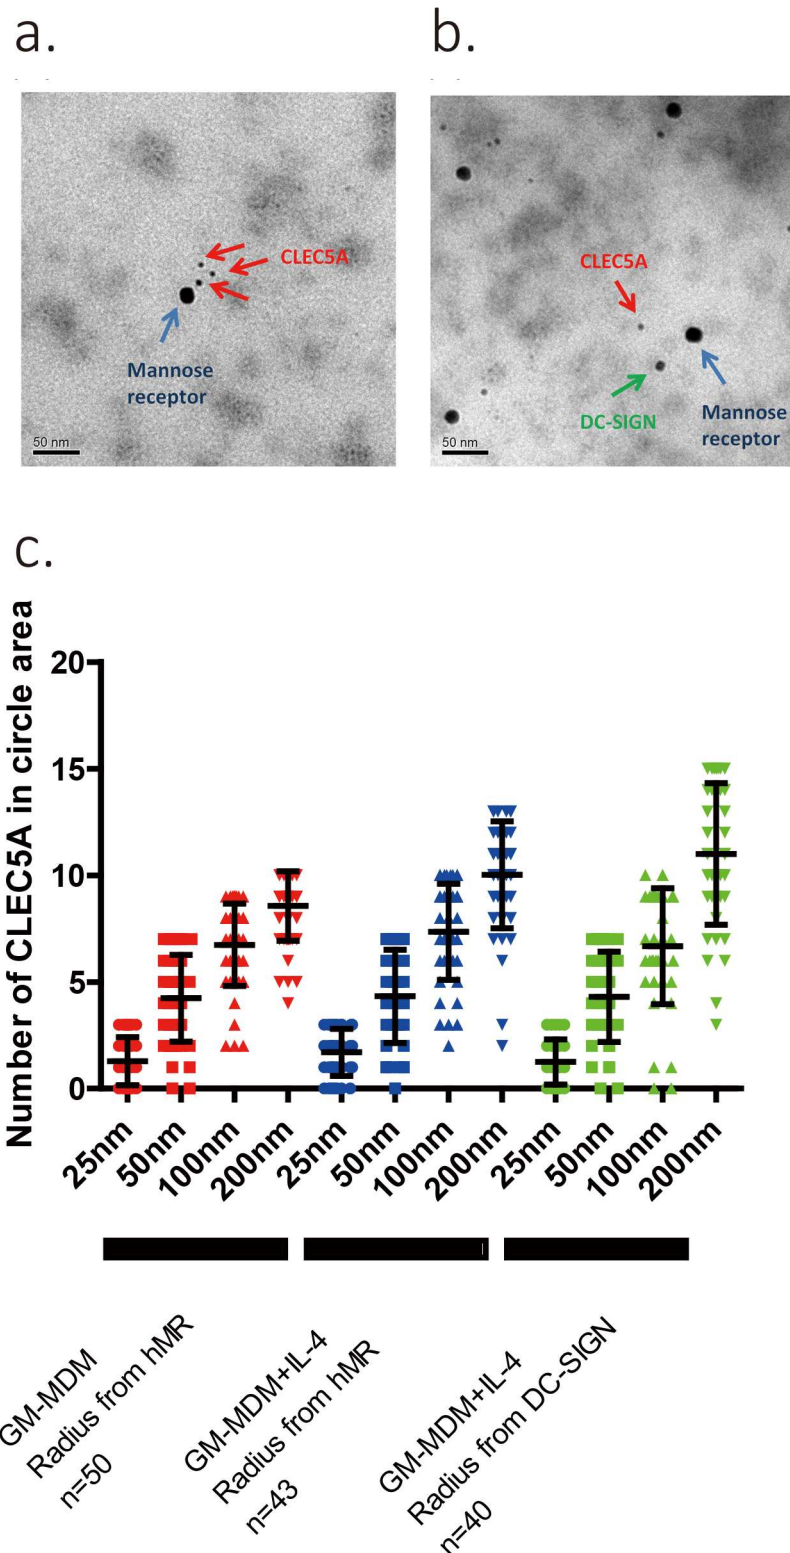 a.
b.
CLEC5A
Mannose
receptor
50 nm
CLEC5A
DC-SIGN
Mannose
receptor
50 nm
c.
Number of CLEC5A in circle area
20
15
10
5
0
25nm
50nm
100nm
200nm
25nm
50nm
100nm
200nm
25nm
50nm
100nm
200nm
GM-MDM
Radius from hMR
n=50
GM-MDM+IL-4
Radius from hMR
n=43
GM-MDM+IL-4
Radius from DC-SIGN
n=40